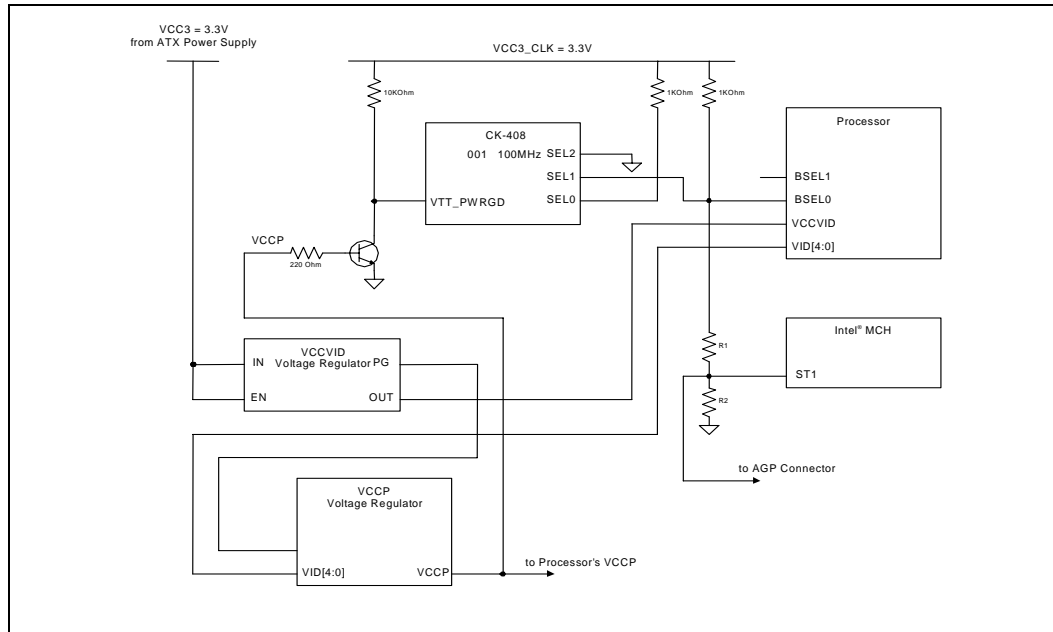 VCC3 = 3.3V
from ATX Power Supply
VCC3_CLK = 3.3V
10KOhm
1KOhm
1KOhm
CK-408
001 100MHz SEL2
SEL1
VTT_PWRGD SEL0
Processor
BSEL1
BSEL0
VCCVID
VID[4:0]
VCCP
220 Ohm
Intel® MCH
R1
ST1
R2
VCCVID
IN Voltage Regulator PG
EN OUT
to AGP Connector
VCCP
Voltage Regulator
VID[4:0] VCCP
to Processor's VCCP